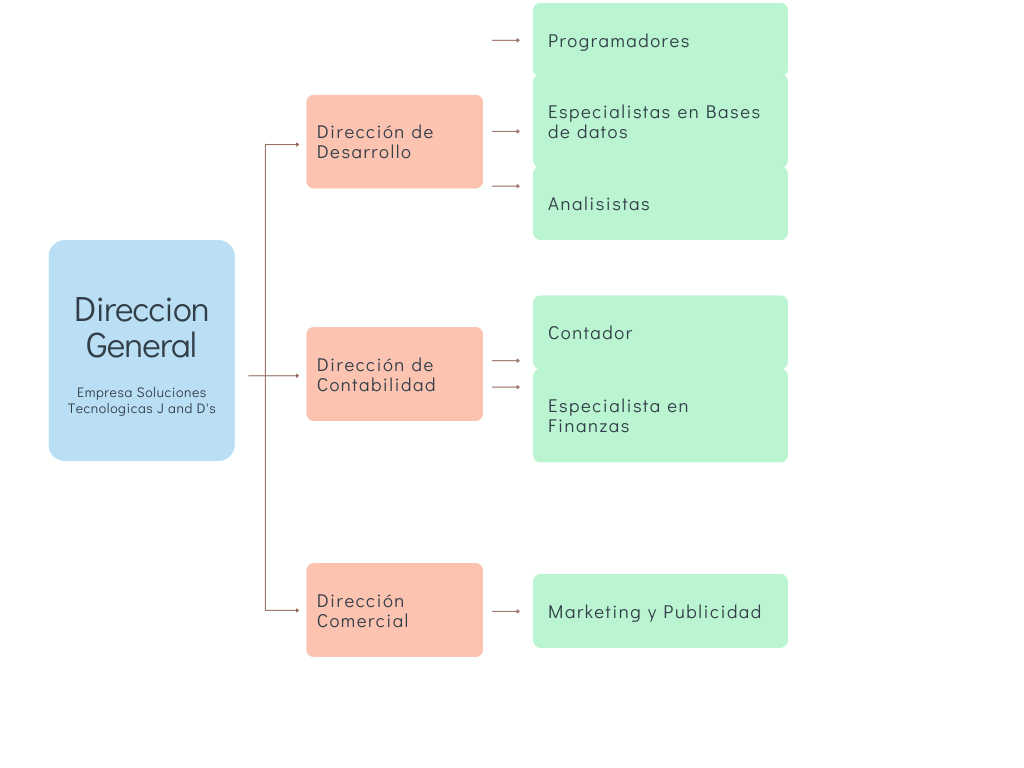 Programadores
Especialistas en Bases
de datos
Analisistas
Dirección de
Desarrollo
Direccion
General
Empresa Soluciones
Tecnologicas J and D's
Dirección de
Contabilidad
Contador
Especialista en
Finanzas
Dirección
Comercial
Marketing y Publicidad